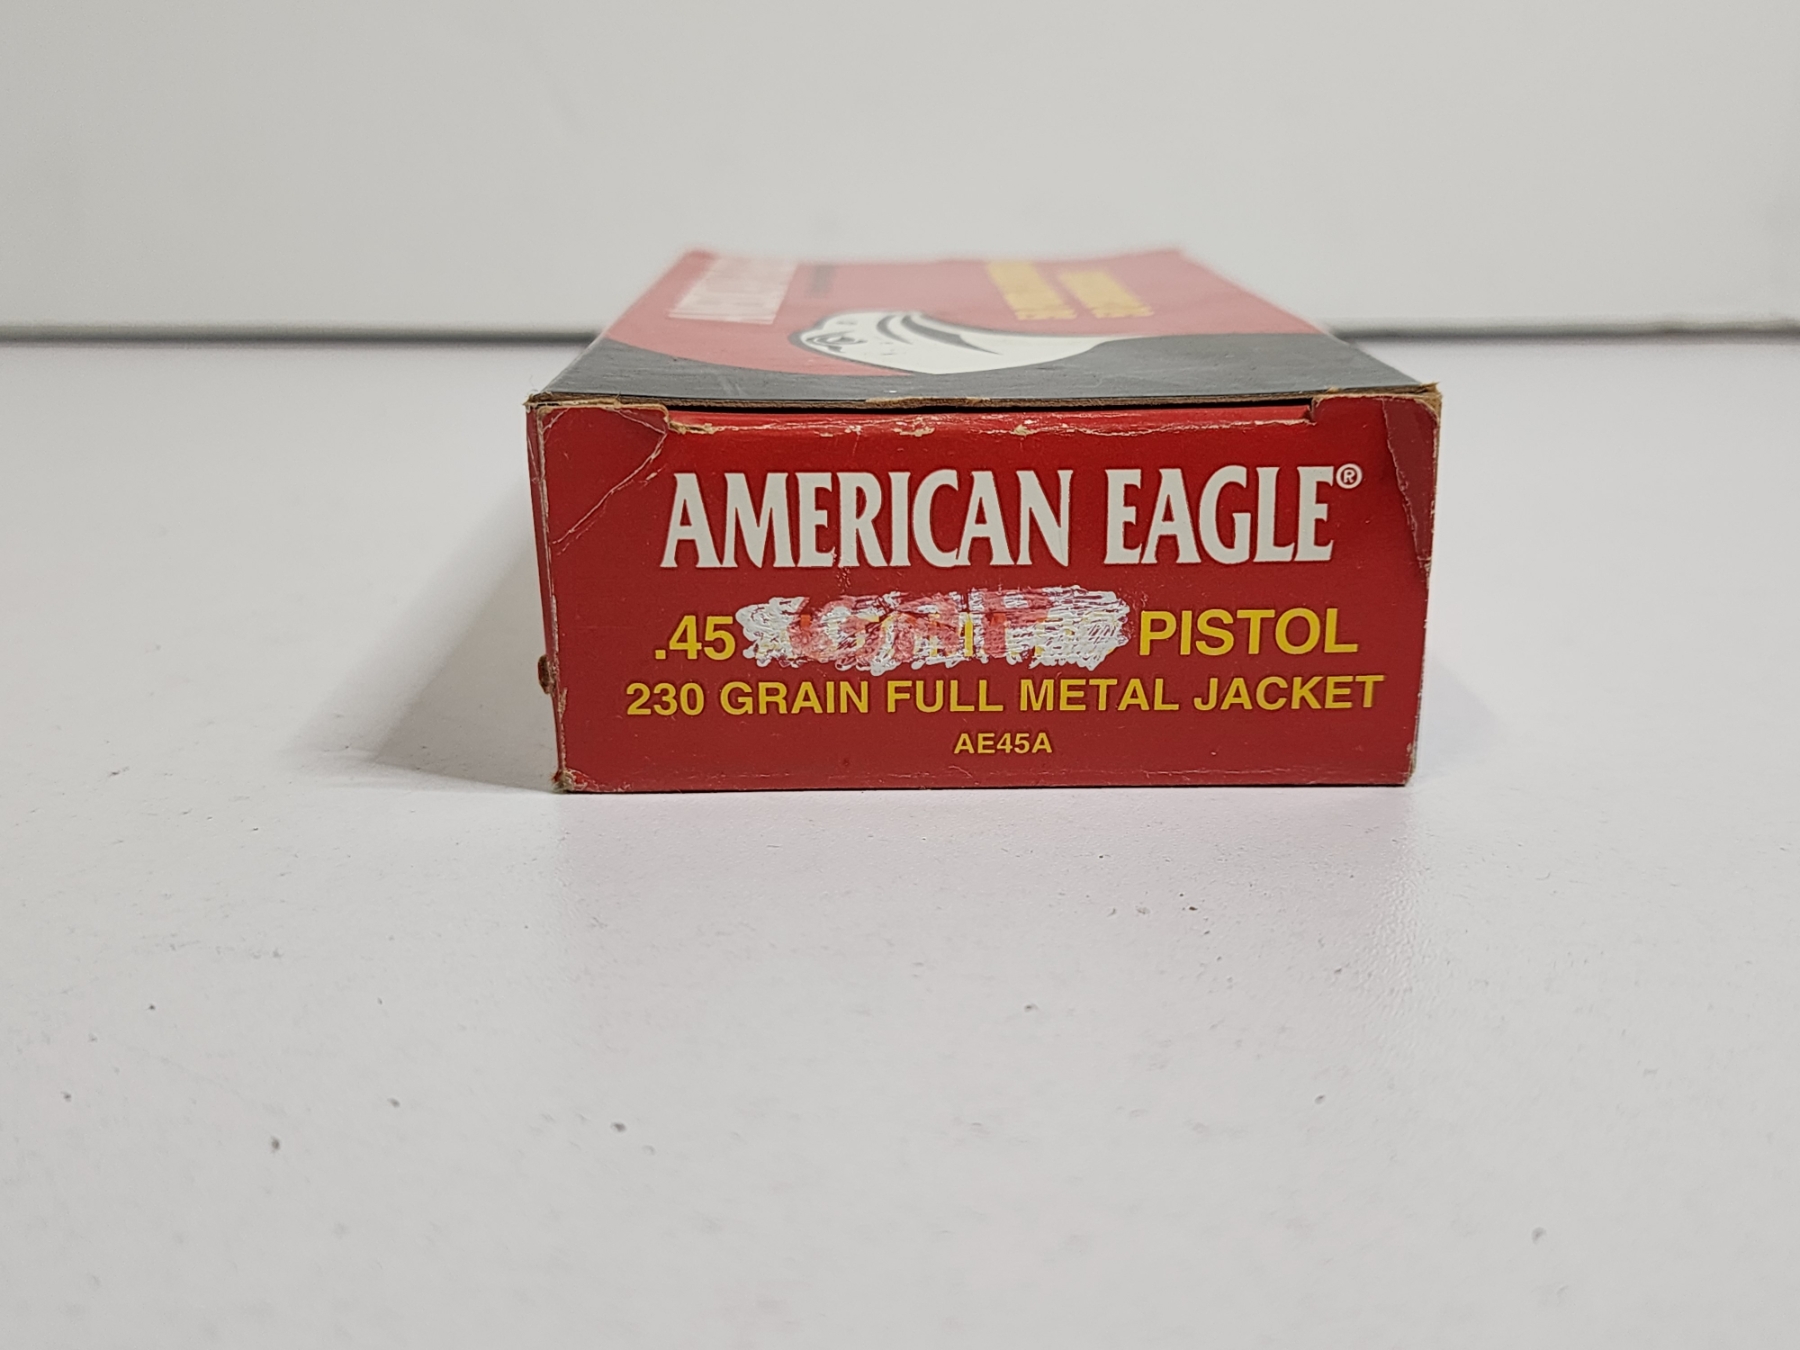 AMERICAN EAGLE®
.45 PISTOL
230 GRAIN FULL METAL JACKET
AE45A